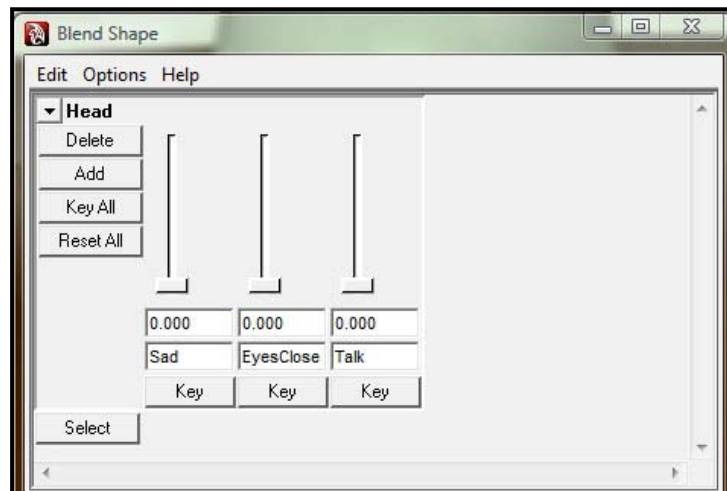 Blend Shape
Edit Options Help
Head
Delete
Add
Key All
Reset All
0.000 0.000 0.000
Sad EyesClose Talk
Key Key Key
Select